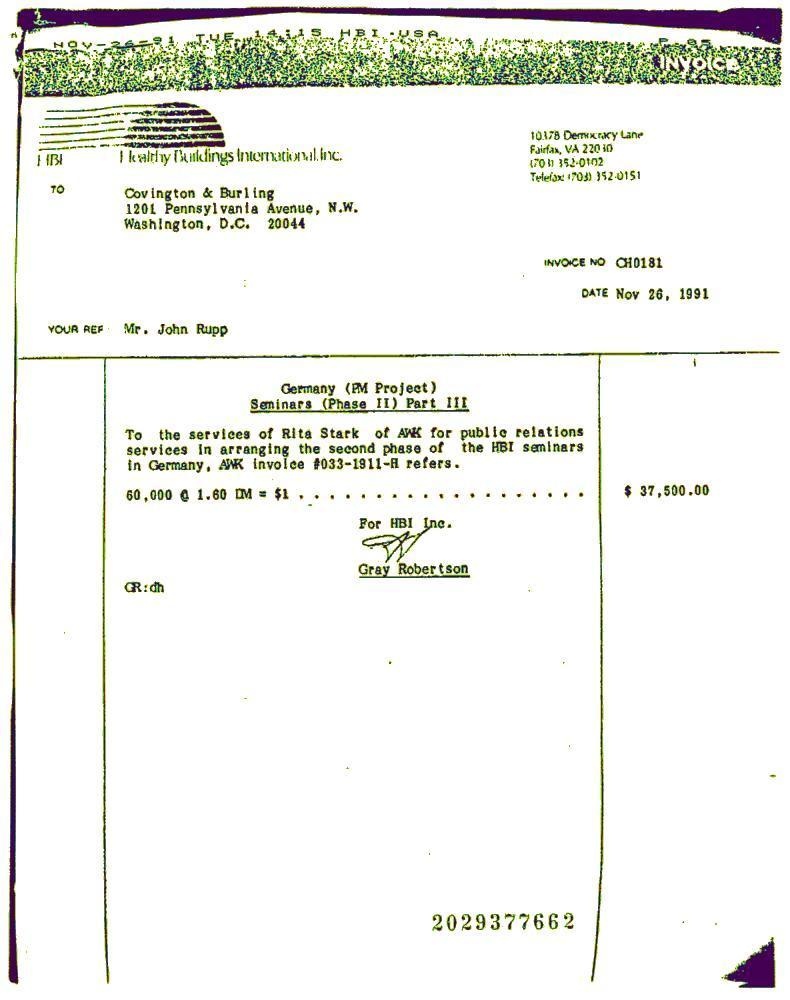 NOV-26-91 TUE 14:15 HBI-USA
INVOICE
HBI Healthy Buildings International, Inc.
10378 Democracy Lane
Fairfax, VA 22030
(703) 352-0102
Telefax: (703) 352-0151
TO
Covington & Burling
1201 Pennsylvania Avenue, N.W.
Washington, D.C. 20044
INVOICE NO CH0181
DATE Nov 26, 1991
YOUR REF Mr. John Rupp
Germany (PM Project)
Seminars (Phase II) Part III
To the services of Rita Stark of AWK for public relations
services in arranging the second phase of the HBI seminars
in Germany, AWK invoice #033-1911-H refers.
60,000 @ 1.60 DM = $1 . . . . . . . . . . . . . . . . . . . $ 37,500.00
For HBI Inc.
Gray Robertson
GR:dh
2029377662